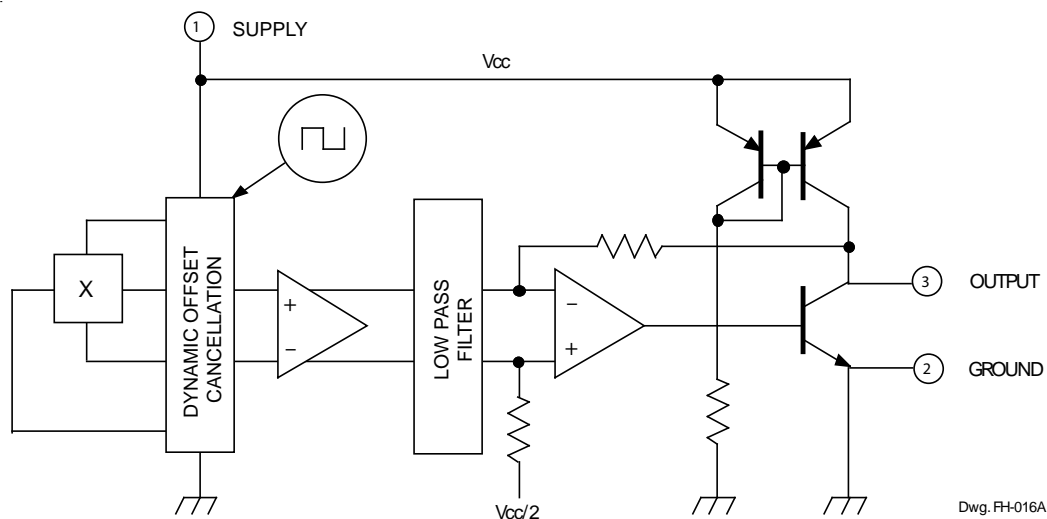 1 SUPPLY
Vcc
X
DYNAMIC OFFSET
CANCELLATION
+
−
LOW PASS
FILTER
−
+
3 OUTPUT
2 GROUND
Vcc/2
Dwg. FH-016A